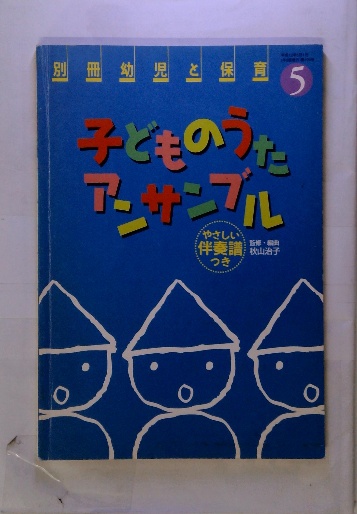 別冊幼児と保育
5
子どものうた
アンサンブル
やさしい
伴奏譜
つき
監修・編曲
秋山治子